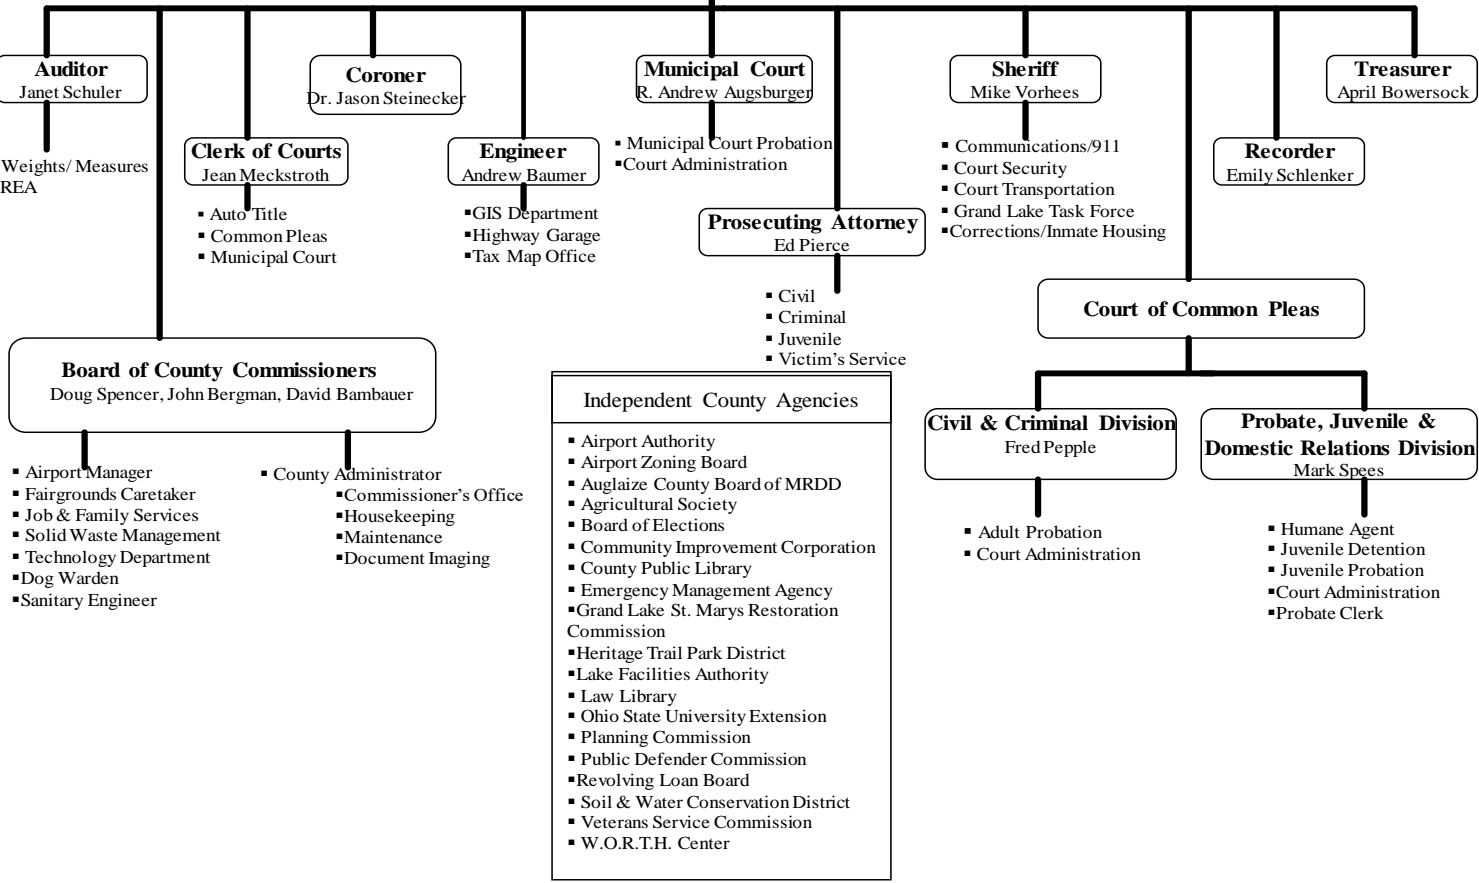 Auditor
Janet Schuler
Weights/ Measures
REA
Coroner
Dr. Jason Steinecker
Municipal Court
R. Andrew Augsburger
▪ Municipal Court Probation
▪Court Administration
Sheriff
Mike Vorhees
▪ Communications/911
▪ Court Security
▪ Court Transportation
▪ Grand Lake Task Force
▪Corrections/Inmate Housing
Treasurer
April Bowersock
Clerk of Courts
Jean Meckstroth
▪ Auto Title
▪ Common Pleas
▪ Municipal Court
Engineer
Andrew Baumer
▪GIS Department
▪Highway Garage
▪Tax Map Office
Recorder
Emily Schlenker
Prosecuting Attorney
Ed Pierce
▪ Civil
▪ Criminal
▪ Juvenile
▪ Victim's Service
Court of Common Pleas
Board of County Commissioners
Doug Spencer, John Bergman, David Bambauer
▪ Airport Manager
▪ Fairgrounds Caretaker
▪ Job & Family Services
▪ Solid Waste Management
▪ Technology Department
▪Dog Warden
▪Sanitary Engineer
▪ County Administrator
▪Commissioner's Office
▪Housekeeping
▪Maintenance
▪Document Imaging
Independent County Agencies
▪ Airport Authority
▪ Airport Zoning Board
▪ Auglaize County Board of MRDD
▪ Agricultural Society
▪ Board of Elections
▪ Community Improvement Corporation
▪ County Public Library
▪ Emergency Management Agency
▪Grand Lake St. Marys Restoration
Commission
▪Heritage Trail Park District
▪Lake Facilities Authority
▪ Law Library
▪ Ohio State University Extension
▪ Planning Commission
▪ Public Defender Commission
▪Revolving Loan Board
▪ Soil & Water Conservation District
▪ Veterans Service Commission
▪ W.O.R.T.H. Center
Civil & Criminal Division
Fred Pepple
▪ Adult Probation
▪ Court Administration
Probate, Juvenile &
Domestic Relations Division
Mark Spees
▪ Humane Agent
▪ Juvenile Detention
▪ Juvenile Probation
▪Court Administration
▪Probate Clerk